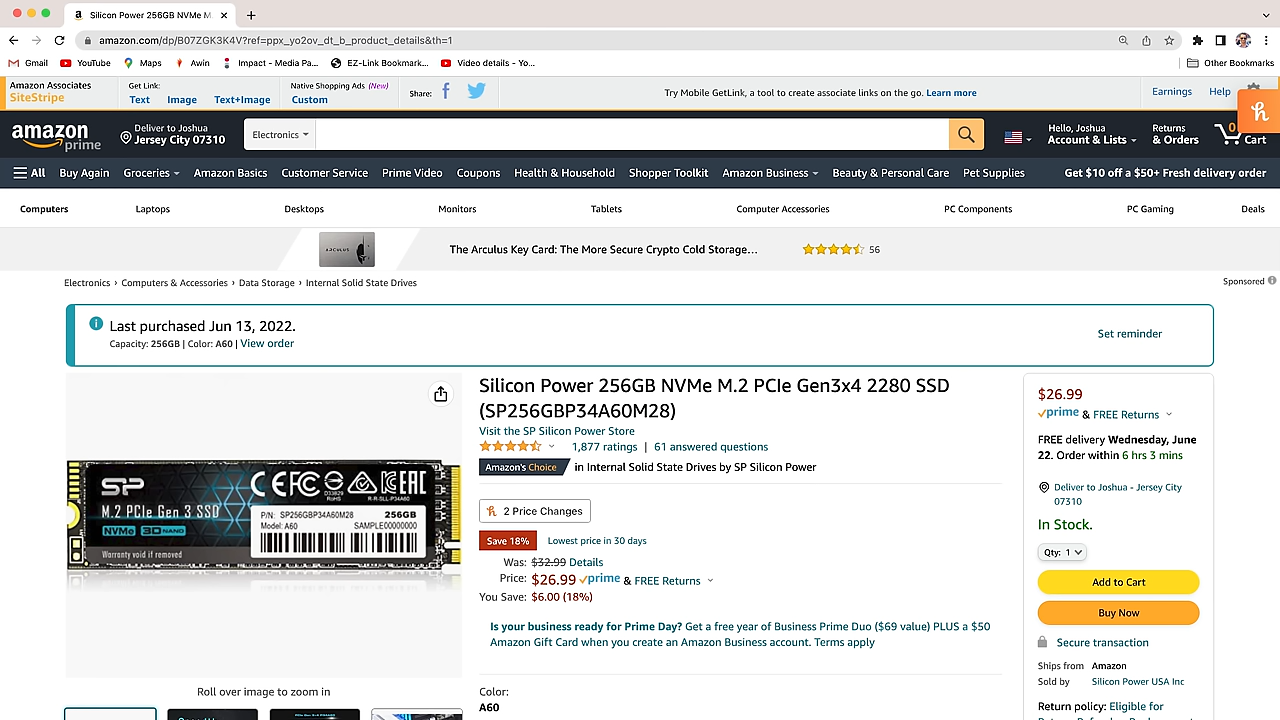 Silicon Power 256GB NVMe M.
amazon.com/dp/B07ZGK3K4V?ref=ppx_yo2ov_dt_b_product_details&th=1
Gmail YouTube Maps Awin Impact - Media Pa... EZ-Link Bookmark... Video details - Yo... Other Bookmarks
Amazon Associates
SiteStripe
Get Link:
Text Image Text+Image
Native Shopping Ads (New)
Custom
Share:
Try Mobile GetLink, a tool to create associate links on the go. Learn more
Earnings Help
amazon prime
Deliver to Joshua
Jersey City 07310
Electronics
Hello, Joshua
Account & Lists
Returns
& Orders
0
Cart
All Buy Again Groceries Amazon Basics Customer Service Prime Video Coupons Health & Household Shopper Toolkit Amazon Business Beauty & Personal Care Pet Supplies Get $10 off a $50+ Fresh delivery order
Computers Laptops Desktops Monitors Tablets Computer Accessories PC Components PC Gaming Deals
ARCULUS
The Arculus Key Card: The More Secure Crypto Cold Storage… 56
Electronics › Computers & Accessories › Data Storage › Internal Solid State Drives
Sponsored
Last purchased Jun 13, 2022.
Capacity: 256GB | Color: A60 | View order
Set reminder
SP
M.2 PCIe Gen 3 SSD
NVMe 3D NAND
Warranty void if removed
CE FC EAC
D33829
RoHS
R-R-SLL-P34A60
P/N: SP256GBP34A60M28 256GB
Model: A60 SAMPLE00000000
Roll over image to zoom in
Silicon Power 256GB NVMe M.2 PCIe Gen3x4 2280 SSD
(SP256GBP34A60M28)
Visit the SP Silicon Power Store
1,877 ratings | 61 answered questions
Amazon's Choice in Internal Solid State Drives by SP Silicon Power
2 Price Changes
Save 18% Lowest price in 30 days
Was: $32.99 Details
Price: $26.99 prime & FREE Returns
You Save: $6.00 (18%)
Is your business ready for Prime Day? Get a free year of Business Prime Duo ($69 value) PLUS a $50
Amazon Gift Card when you create an Amazon Business account. Terms apply
Color:
A60
$26.99
prime & FREE Returns
FREE delivery Wednesday, June
22. Order within 6 hrs 3 mins
Deliver to Joshua - Jersey City
07310
In Stock.
Qty: 1
Add to Cart
Buy Now
Secure transaction
Ships from Amazon
Sold by Silicon Power USA Inc
Return policy: Eligible for